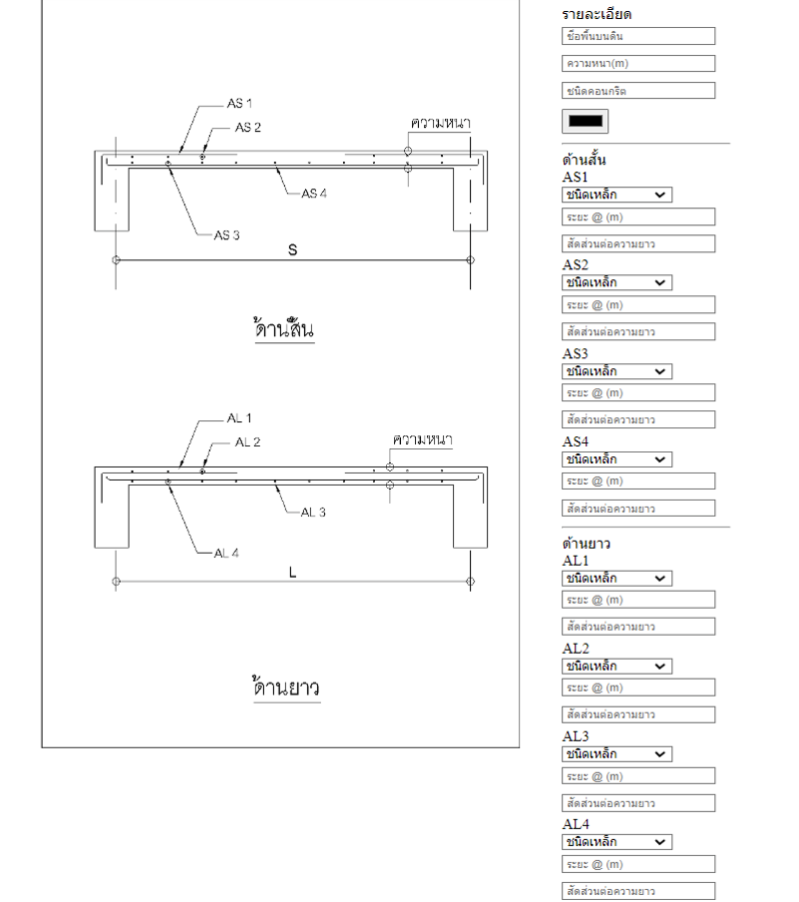 AS 1
AS 2
ความหนา
AS 4
AS 3
S
ด้านสั้น
AL 1
AL 2
ความหนา
AL 3
AL 4
L
ด้านยาว
รายละเอียด
ชื่อพื้นบนดิน
ความหนา(m)
ชนิดคอนกรีต
ด้านสั้น
AS1
ชนิดเหล็ก
ระยะ @ (m)
สัดส่วนต่อความยาว
AS2
ชนิดเหล็ก
ระยะ @ (m)
สัดส่วนต่อความยาว
AS3
ชนิดเหล็ก
ระยะ @ (m)
สัดส่วนต่อความยาว
AS4
ชนิดเหล็ก
ระยะ @ (m)
สัดส่วนต่อความยาว
ด้านยาว
AL1
ชนิดเหล็ก
ระยะ @ (m)
สัดส่วนต่อความยาว
AL2
ชนิดเหล็ก
ระยะ @ (m)
สัดส่วนต่อความยาว
AL3
ชนิดเหล็ก
ระยะ @ (m)
สัดส่วนต่อความยาว
AL4
ชนิดเหล็ก
ระยะ @ (m)
สัดส่วนต่อความยาว